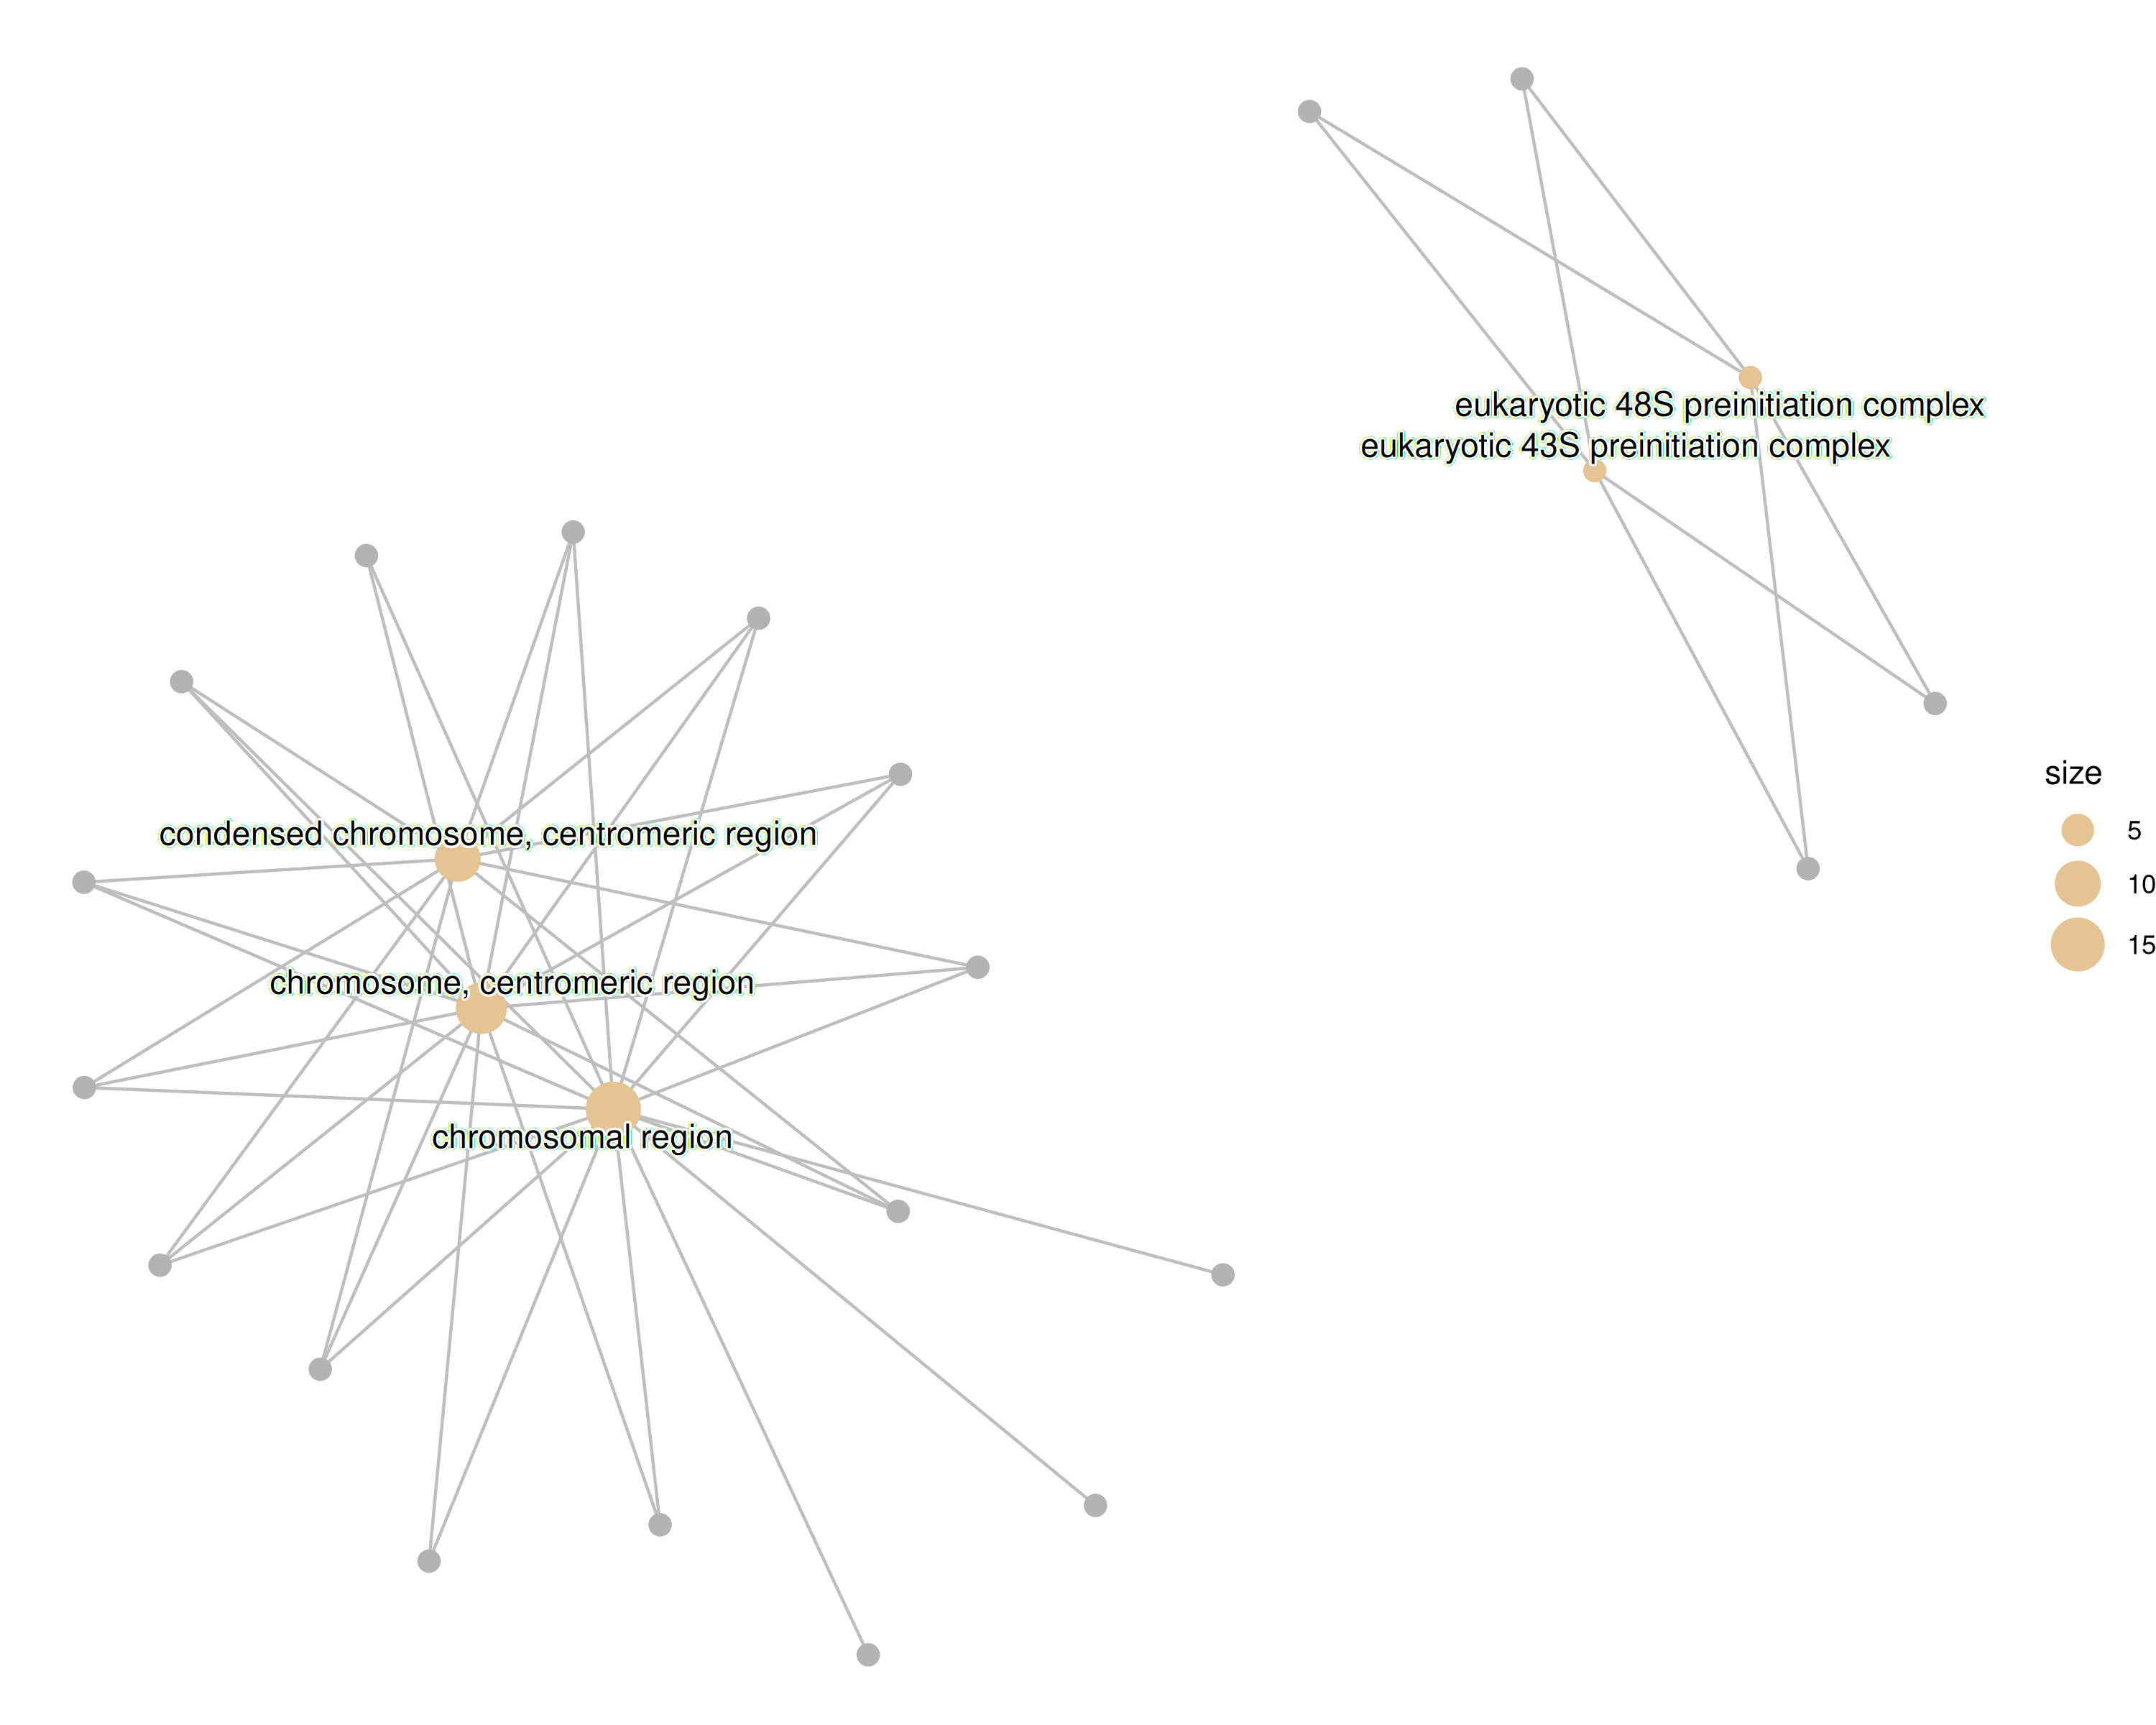 eukaryotic 48S preinitiation complex
eukaryotic 43S preinitiation complex
size
5
10
15
condensed chromosome, centromeric region
chromosome, centromeric region
chromosomal region